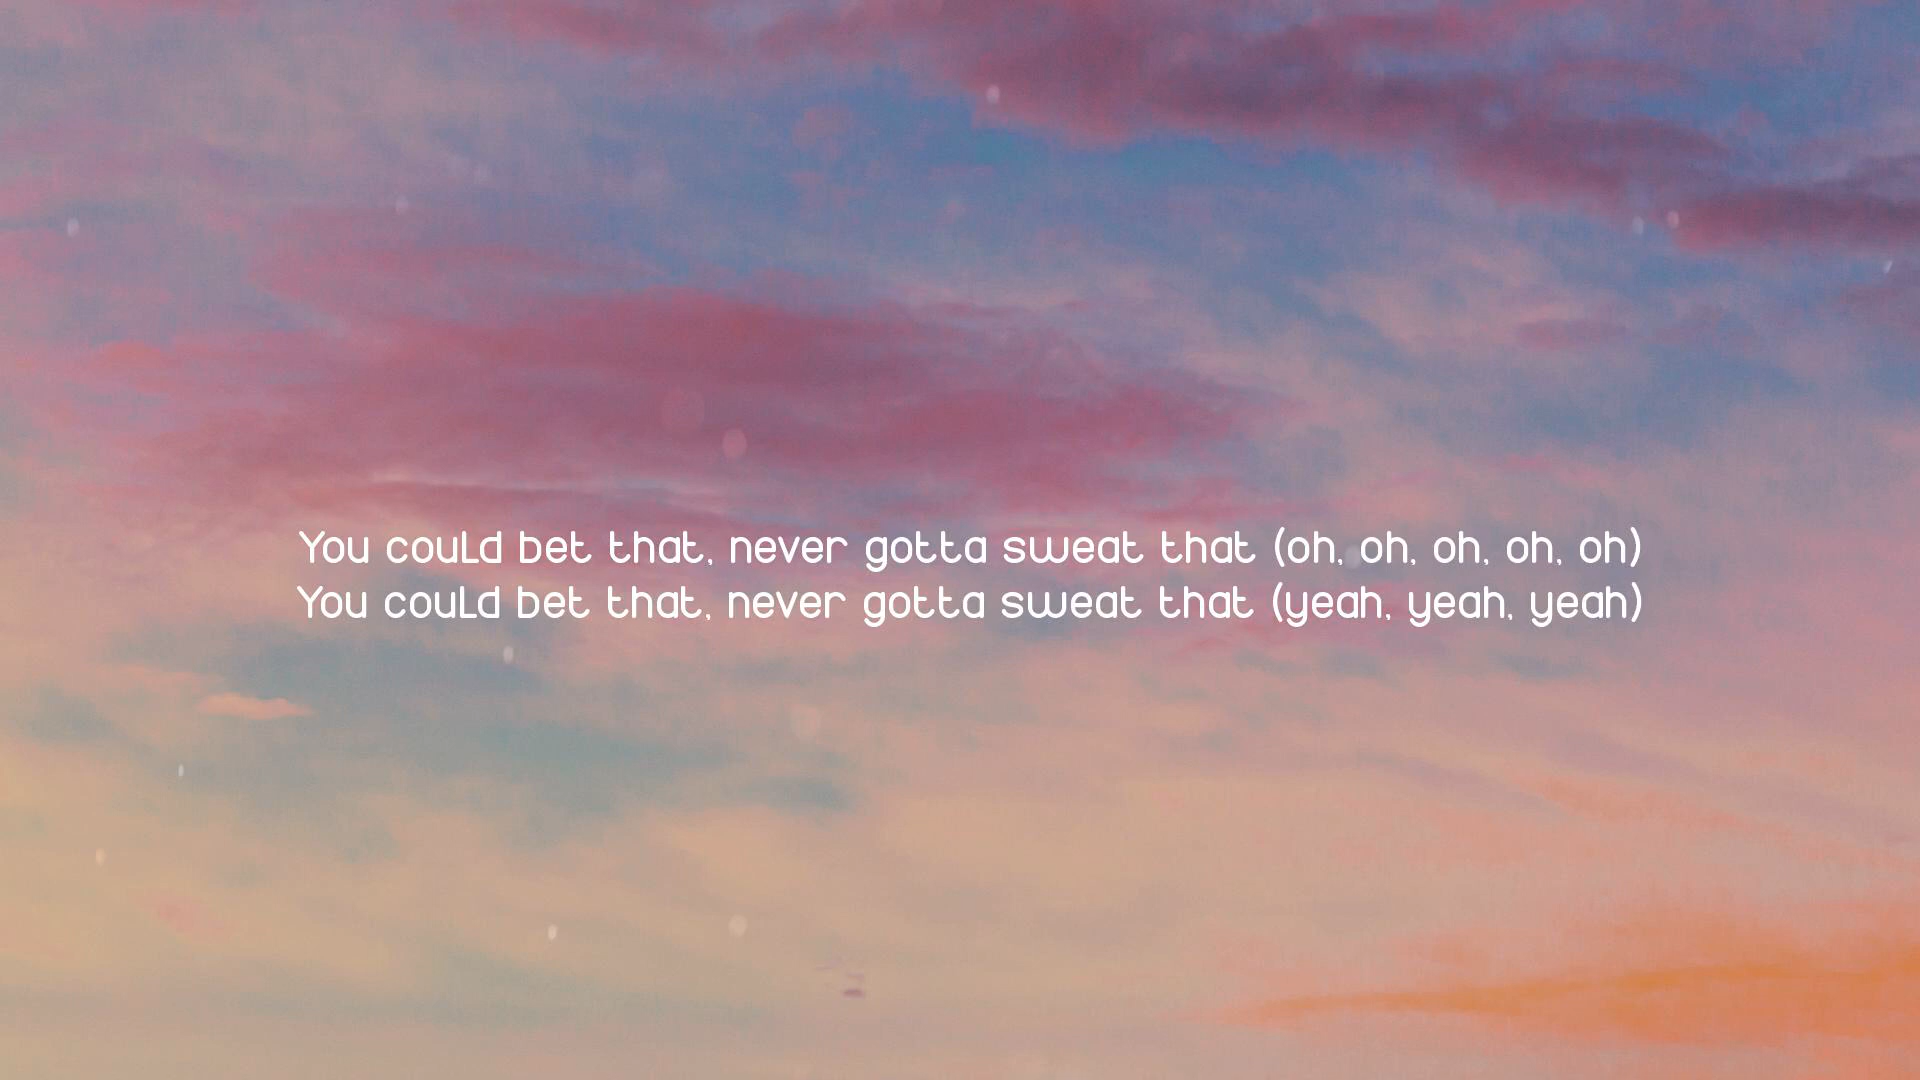 You could bet that, never gotta sweat that (oh, oh, oh, oh, oh)
You could bet that, never gotta sweat that (yeah, yeah, yeah)